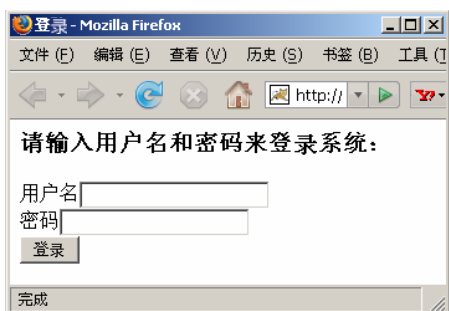 登录 - Mozilla Firefox
文件 (F) 编辑 (E) 查看 (V) 历史 (S) 书签 (B) 工具 (T
http://
请输入用户名和密码来登录系统：
用户名
密码
登录
完成